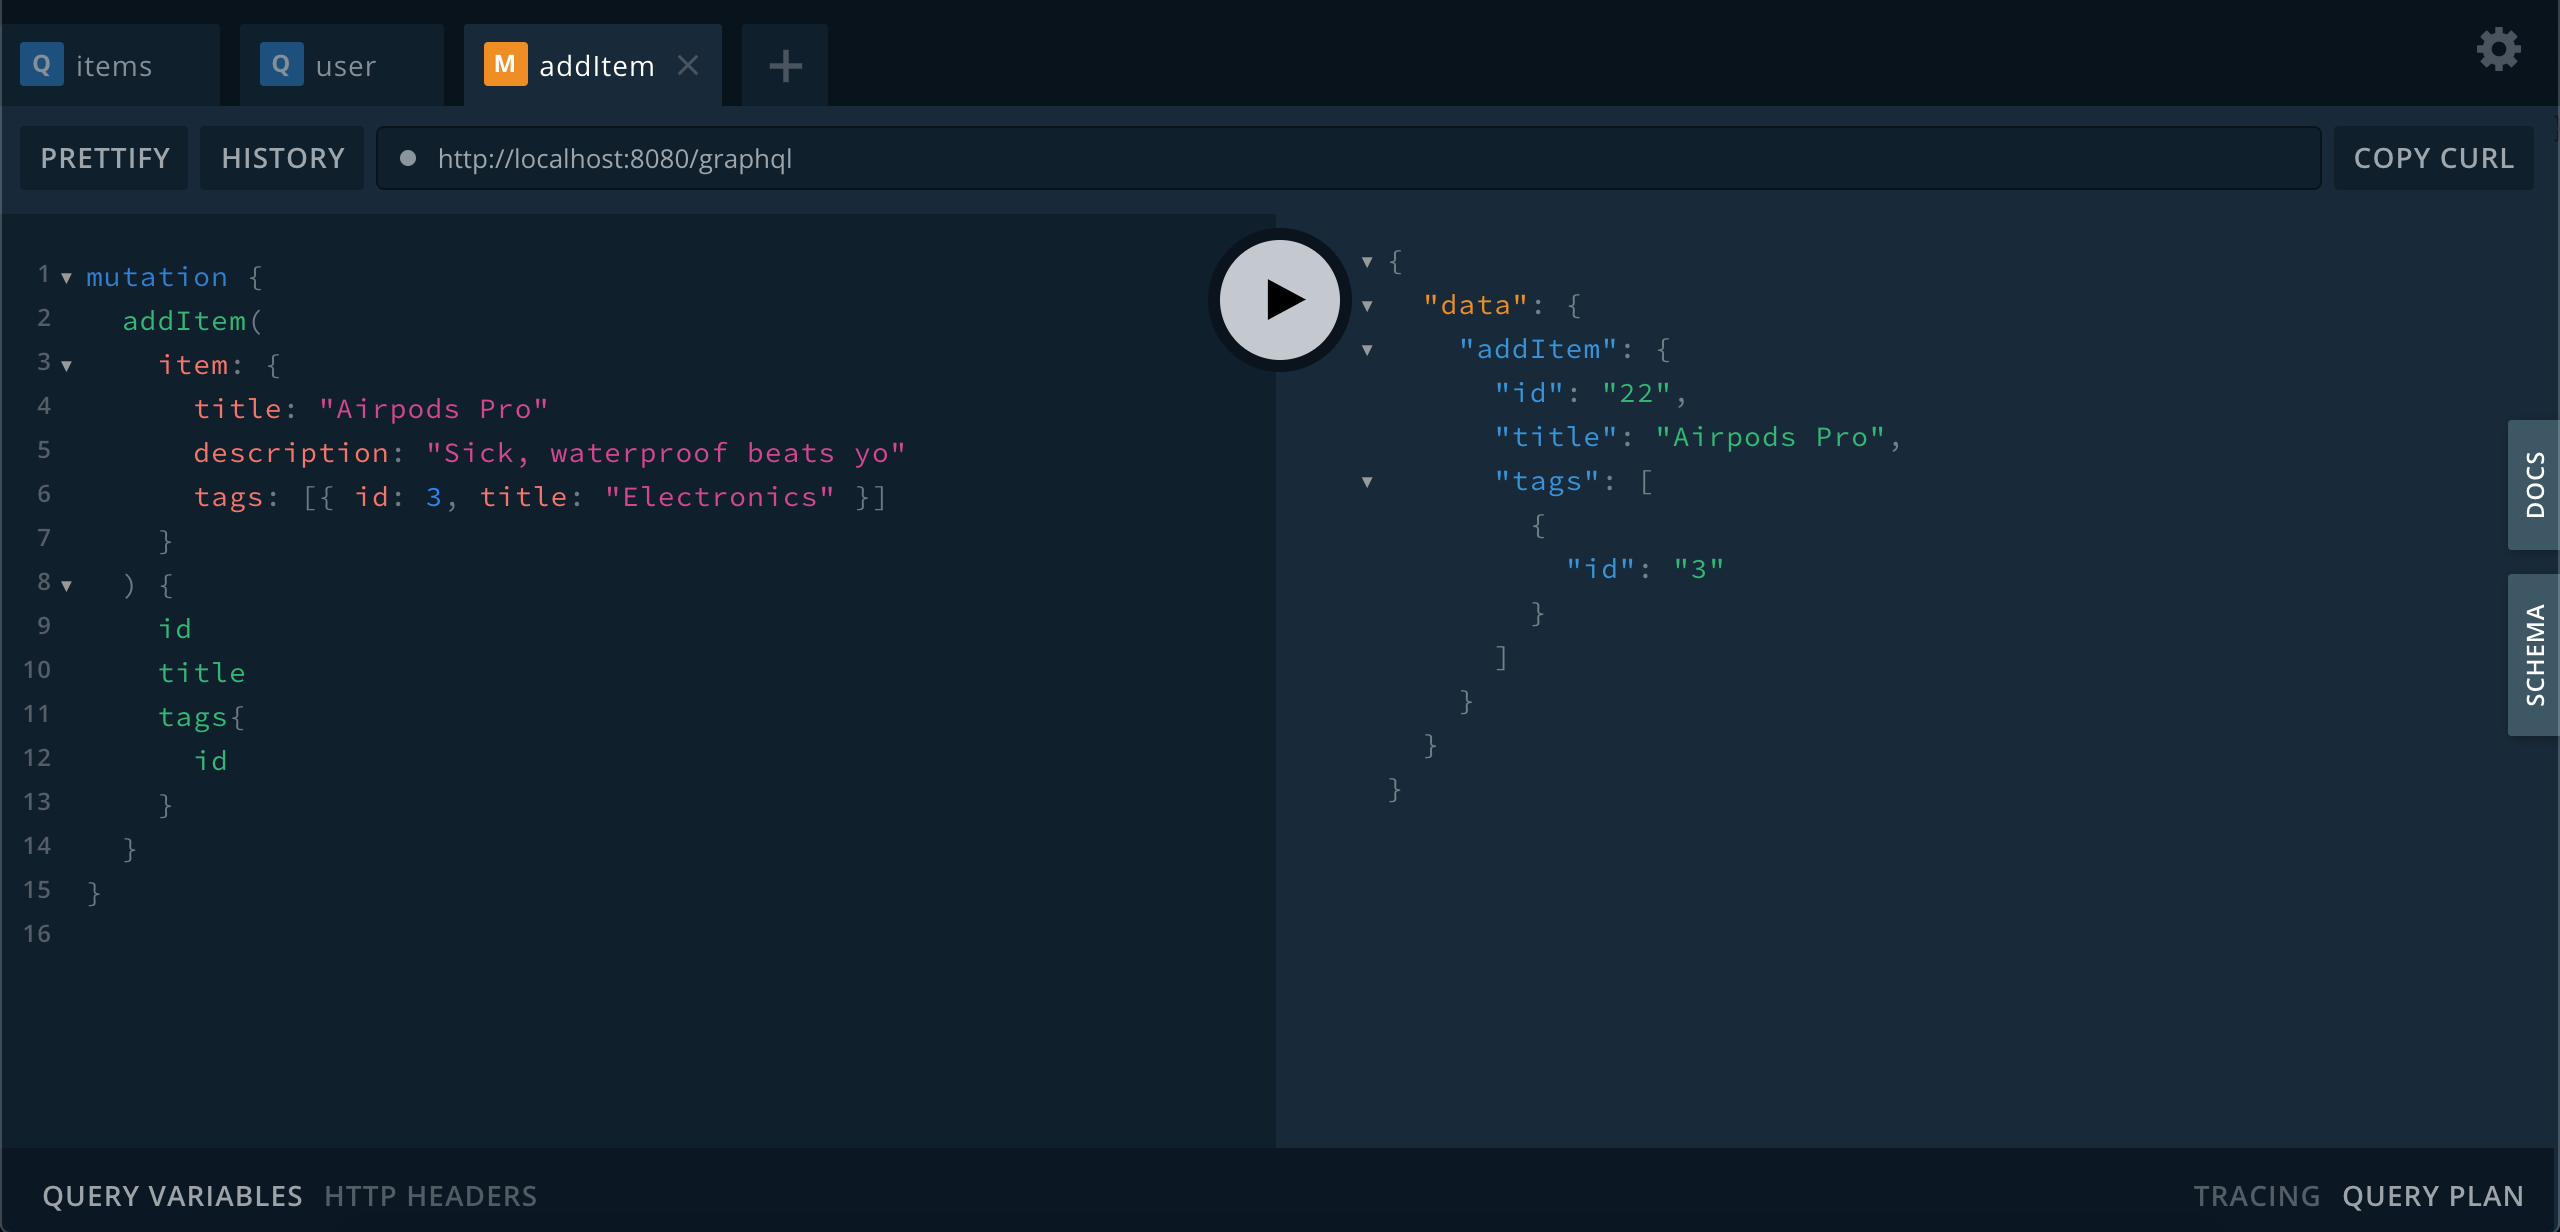 Q items Q user M addItem
PRETTIFY HISTORY http://localhost:8080/graphql COPY CURL
1 mutation {
2 addItem(
3 item: {
4 title: "Airpods Pro"
5 description: "Sick, waterproof beats yo"
6 tags: [{ id: 3, title: "Electronics" }]
7 }
8 ) {
9 id
10 title
11 tags{
12 id
13 }
14 }
15 }
16
{
"data": {
"addItem": {
"id": "22",
"title": "Airpods Pro",
"tags": [
{
"id": "3"
}
]
}
}
}
DOCS
SCHEMA
QUERY VARIABLES HTTP HEADERS TRACING QUERY PLAN